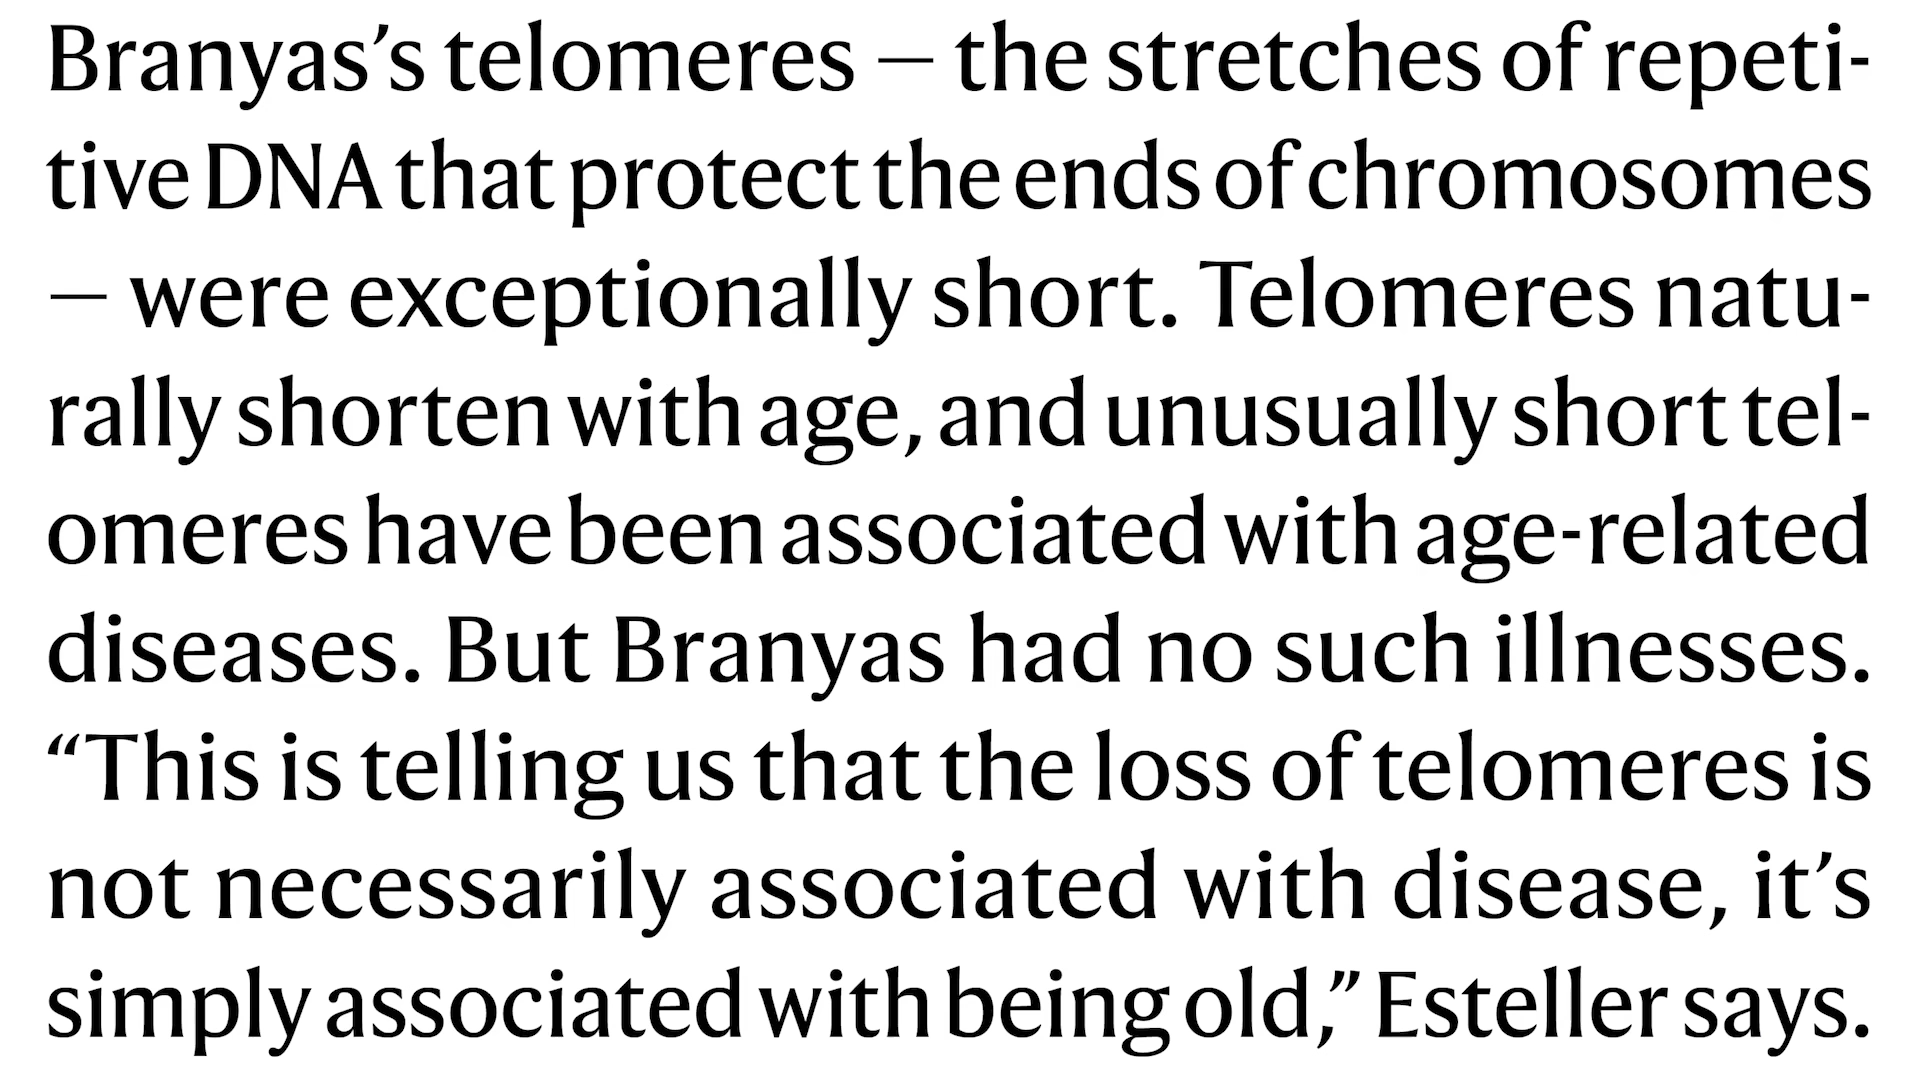 Branyas’s telomeres — the stretches of repeti-
tive DNA that protect the ends of chromosomes
— were exceptionally short. Telomeres natu-
rally shorten with age, and unusually short tel-
omeres have been associated with age-related
diseases. But Branyas had no such illnesses.
“This is telling us that the loss of telomeres is
not necessarily associated with disease, it’s
simply associated with being old,” Esteller says.